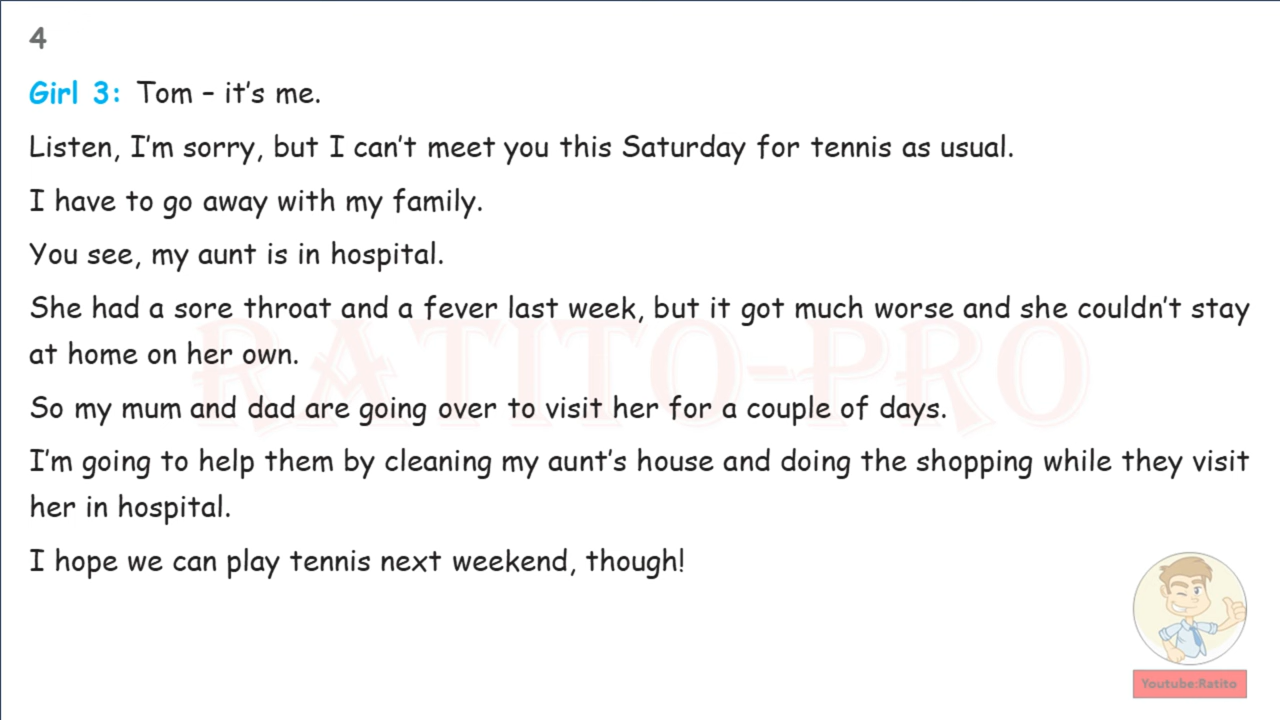 4
Girl 3: Tom – it's me.
Listen, I'm sorry, but I can't meet you this Saturday for tennis as usual.
I have to go away with my family.
You see, my aunt is in hospital.
She had a sore throat and a fever last week, but it got much worse and she couldn't stay
at home on her own.
RATITO-PRO
So my mum and dad are going over to visit her for a couple of days.
I'm going to help them by cleaning my aunt's house and doing the shopping while they visit
her in hospital.
I hope we can play tennis next weekend, though!
Youtube:Ratito